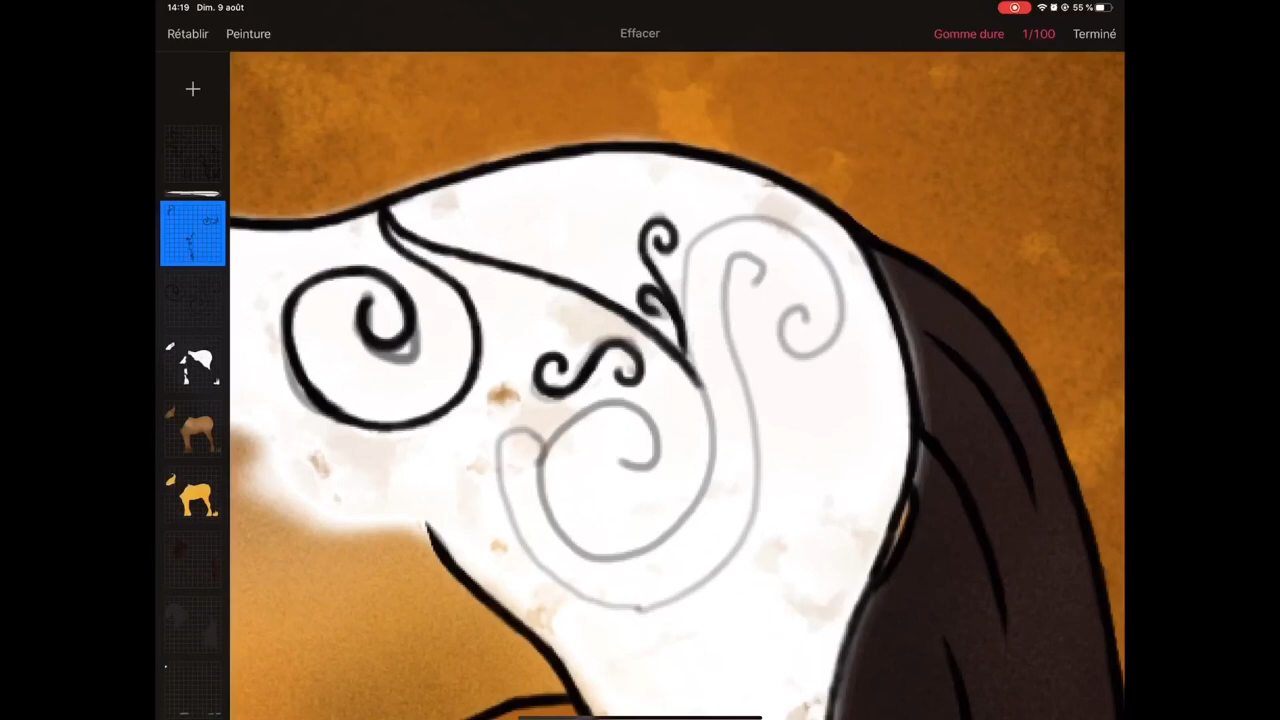 14:19 Dim. 9 août 55 %
Rétablir Peinture Effacer Gomme dure 1/100 Terminé